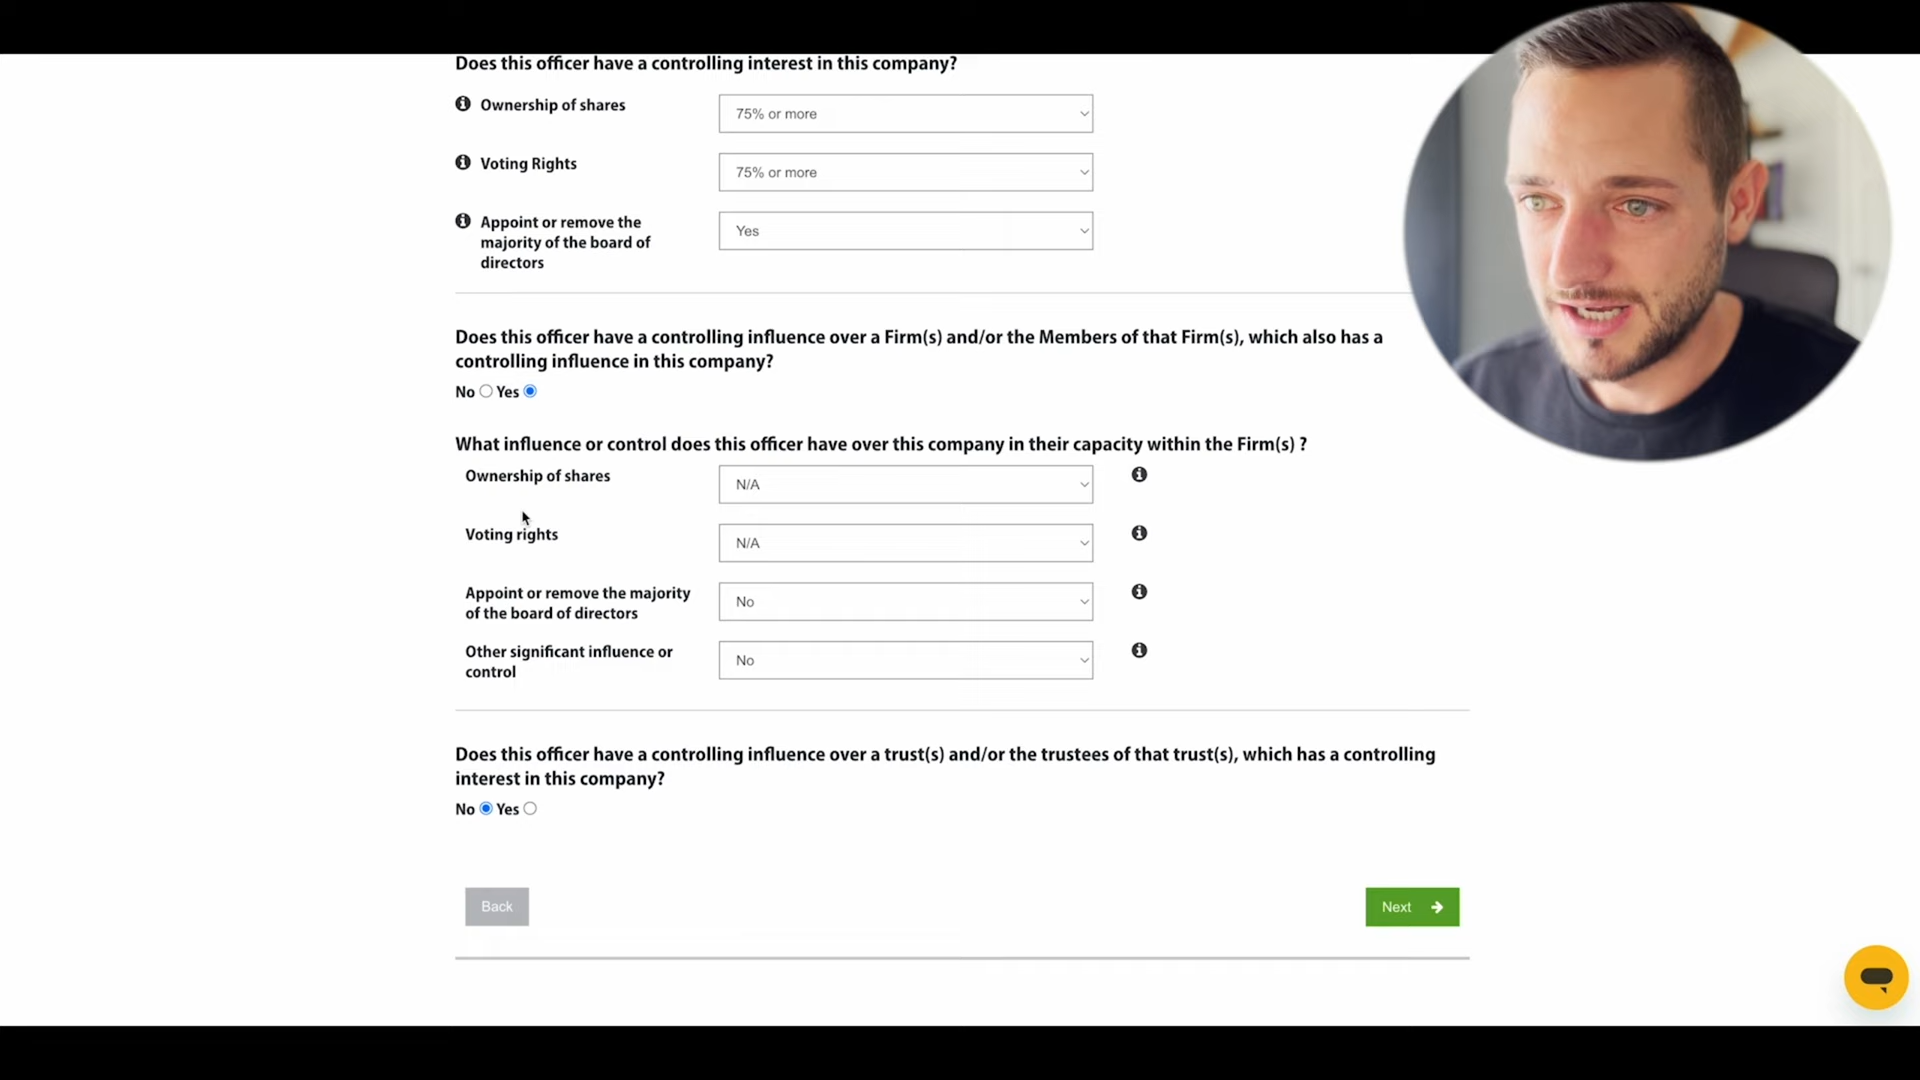 Does this officer have a controlling interest in this company?
Ownership of shares
75% or more
Voting Rights
75% or more
Appoint or remove the
majority of the board of
directors
Yes
Does this officer have a controlling influence over a Firm(s) and/or the Members of that Firm(s), which also has a
controlling influence in this company?
No Yes
What influence or control does this officer have over this company in their capacity within the Firm(s) ?
Ownership of shares
N/A
Voting rights
N/A
Appoint or remove the majority
of the board of directors
No
Other significant influence or
control
No
Does this officer have a controlling influence over a trust(s) and/or the trustees of that trust(s), which has a controlling
interest in this company?
No Yes
Back
Next